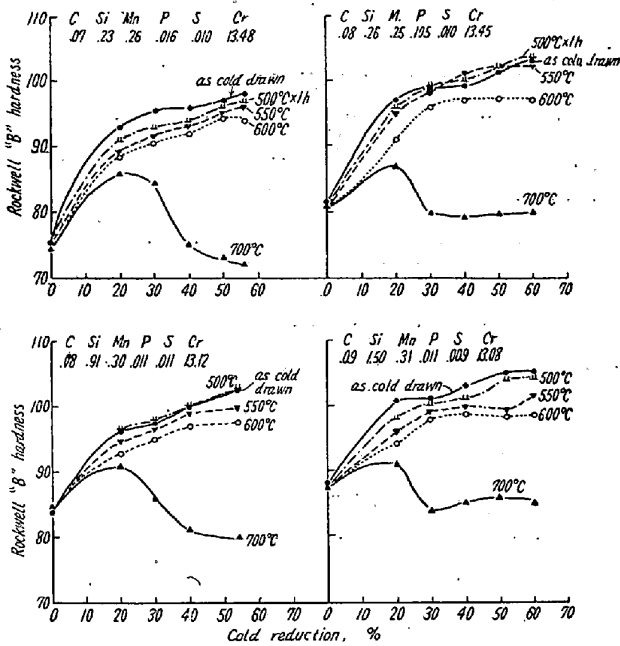 C Si Mn P S Cr
.07 .23 .26 .016 .010 13.48
as cold drawn
500°C×1h
550°C
600°C
700°C
110
100
90
80
70
0 10 20 30 40 50 60
Rockwell "B" hardness
C Si M. P S Cr
.08 .26 .25 .195 .010 13.45
500°C×1h
as cold drawn
550°C
600°C
700°C
.0 10 20 30 40 50 60 70
C Si Mn P S Cr
.08 .91 .30 .011 .011 13.12
500°C
as cold
drawn
550°C
600°C
700°C
110
100
90
80
70
0 10 20 30 40 50 60
Rockwell "B" hardness
C Si Mn P S Cr
.09 1.50 .31 .011 .009 13.08
as cold drawn
500°C
550°C
600°C
700°C
0 10 20 30 40 50 60 70
Cold reduction, %